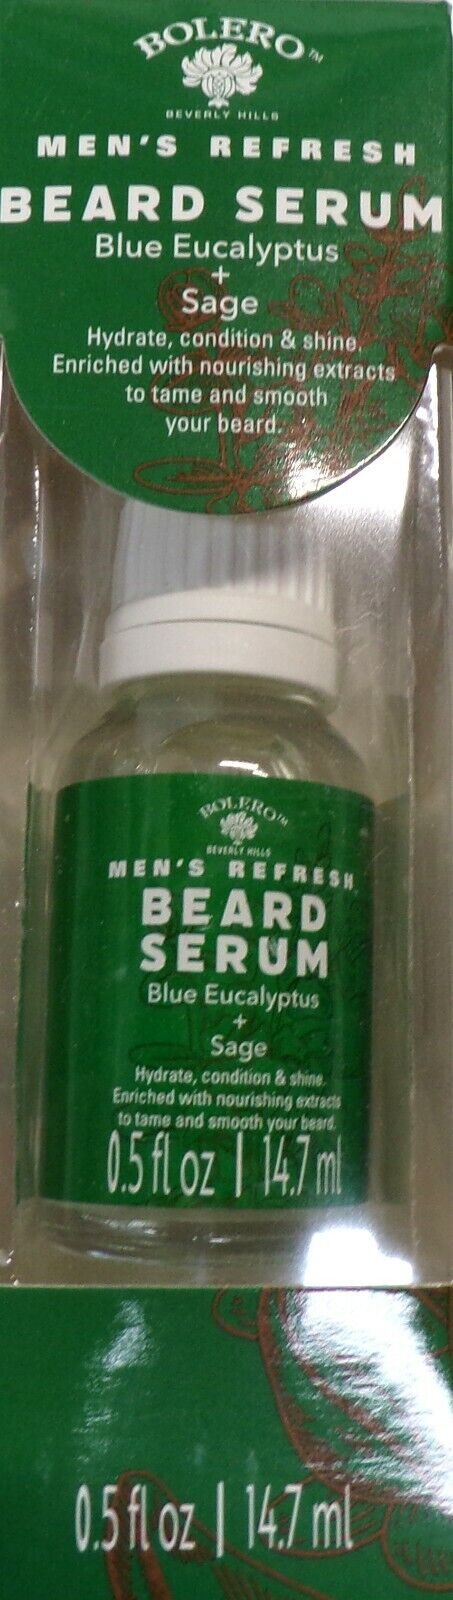 BOLERO™
BEVERLY HILLS
MEN'S REFRESH
BEARD SERUM
Blue Eucalyptus
+
Sage
Hydrate, condition & shine.
Enriched with nourishing extracts
to tame and smooth
your beard.
BOLERO™
BEVERLY HILLS
MEN'S REFRESH
BEARD
SERUM
Blue Eucalyptus
+
Sage
Hydrate, condition & shine.
Enriched with nourishing extracts
to tame and smooth your beard.
0.5 fl oz | 14.7 ml
0.5 fl oz | 14.7 ml